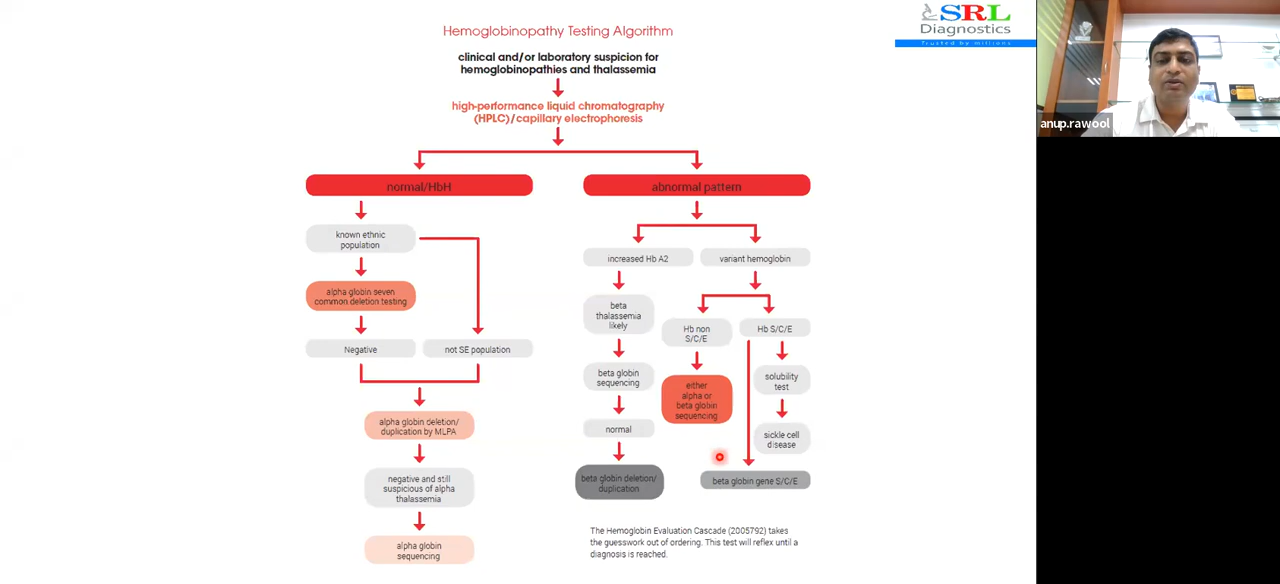 Hemoglobinopathy Testing Algorithm
SRL
Diagnostics
Trusted by millions
clinical and/or laboratory suspicion for
hemoglobinopathies and thalassemia
high-performance liquid chromatography
(HPLC)/capillary electrophoresis
anup.rawool
normal/HbH
abnormal pattern
known ethnic
population
increased Hb A2
variant hemoglobin
alpha globin seven
common deletion testing
beta
thalassemia
likely
Hb non
S/C/E
Hb S/C/E
Negative
not SE population
beta globin
sequencing
either
alpha or
beta globin
sequencing
solubility
test
alpha globin deletion/
duplication by MLPA
normal
sickle cell
disease
negative and still
suspicious of alpha
thalassemia
beta globin deletion/
duplication
beta globin gene S/C/E
alpha globin
sequencing
The Hemoglobin Evaluation Cascade (2005792) takes
the guesswork out of ordering. This test will reflex until a
diagnosis is reached.